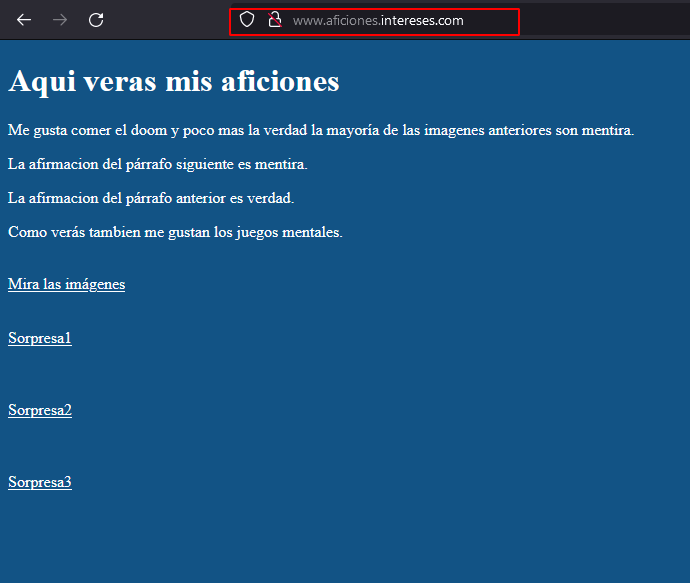 www.aficiones.intereses.com
Aqui veras mis aficiones
Me gusta comer el doom y poco mas la verdad la mayoría de las imagenes anteriores son mentira.
La afirmacion del párrafo siguiente es mentira.
La afirmacion del párrafo anterior es verdad.
Como verás tambien me gustan los juegos mentales.
Mira las imágenes
Sorpresa1
Sorpresa2
Sorpresa3